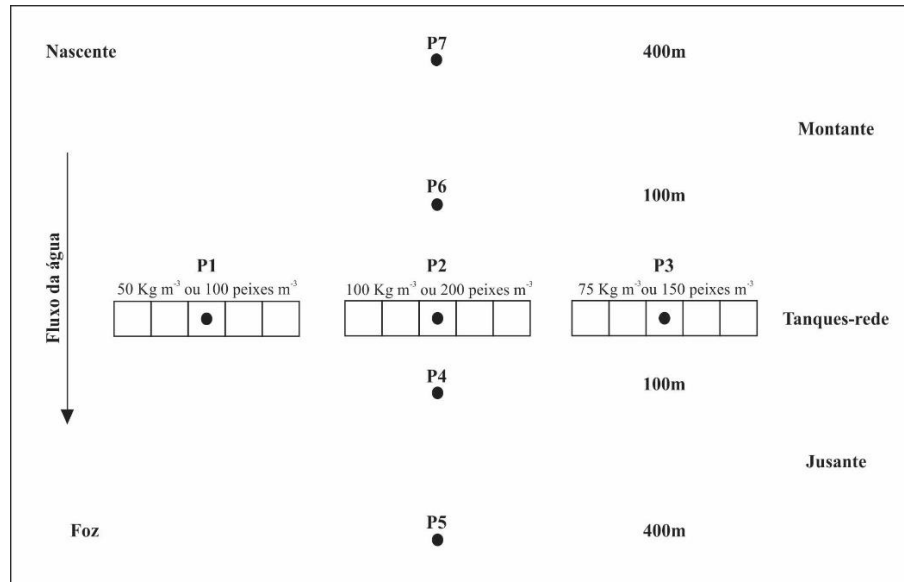 P7
Nascente
400m
Montante
P6
100m
Fluxo da água
P1
P2
P3
50 Kg m⁻³ ou 100 peixes m⁻³
100 Kg m⁻³ ou 200 peixes m⁻³
75 Kg m⁻³ ou 150 peixes m⁻³
Tanques-rede
P4
100m
Jusante
P5
Foz
400m